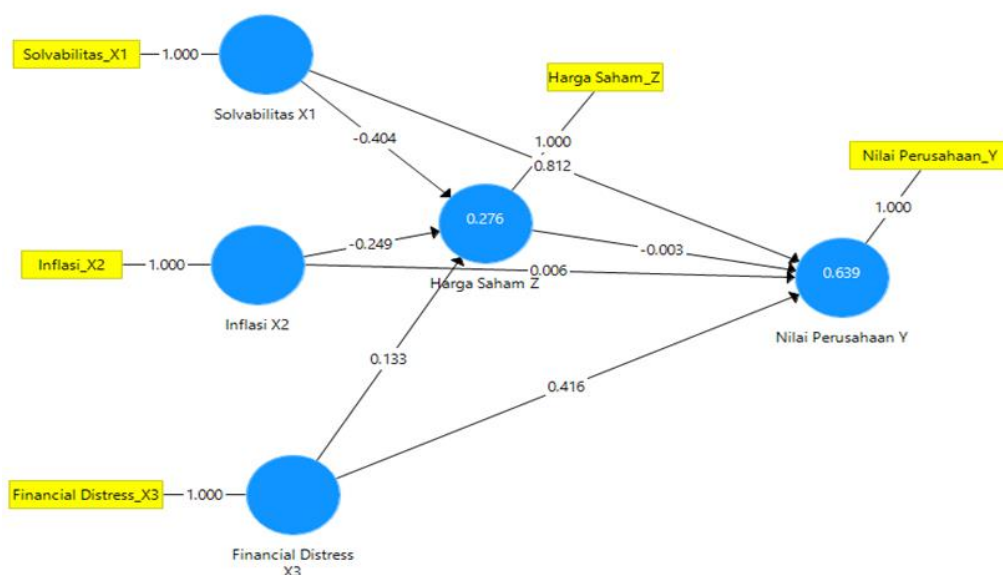 Solvabilitas_X1
1.000
Solvabilitas X1
-0.404
Harga Saham_Z
1.000
0.812
Nilai Perusahaan_Y
1.000
0.276
Harga Saham Z
-0.249
-0.003
Inflasi_X2
1.000
Inflasi X2
0.006
0.639
Nilai Perusahaan Y
0.133
0.416
Financial Distress_X3
1.000
Financial Distress
X3